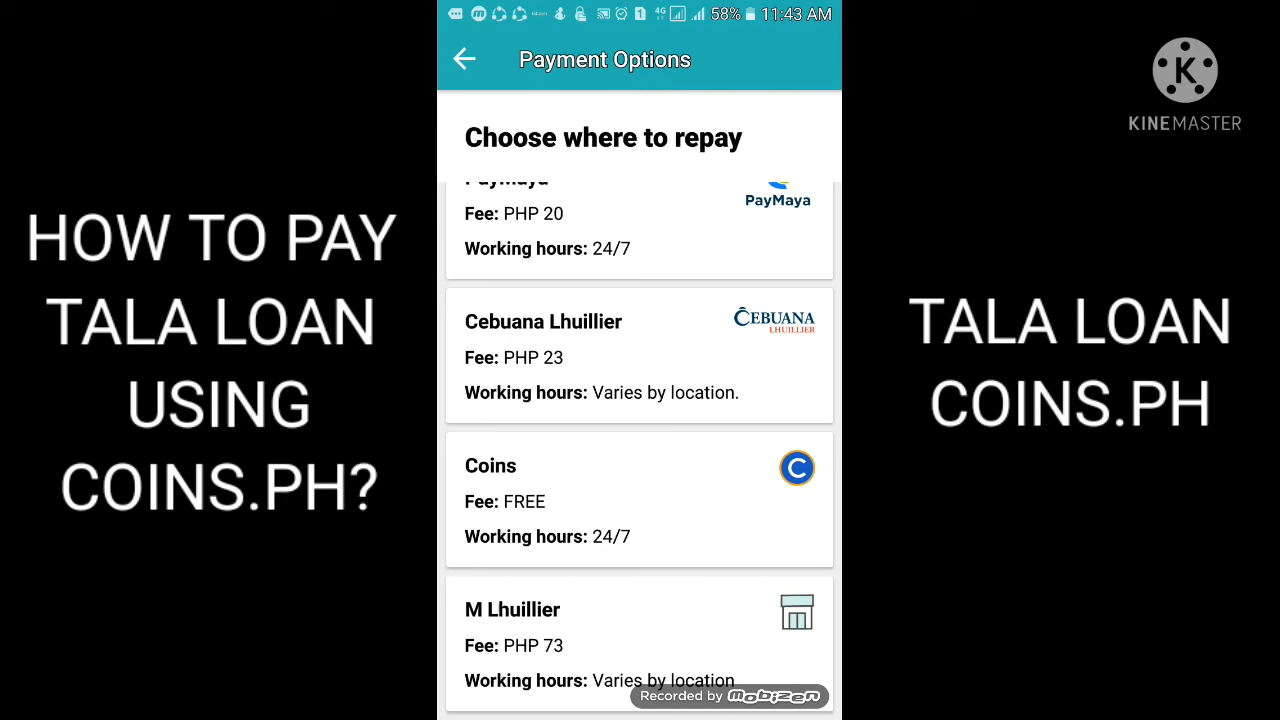 58% 11:43 AM
Payment Options
Choose where to repay
PayMaya
PayMaya
Fee: PHP 20
Working hours: 24/7
Cebuana Lhuillier
CEBUANA
LHUILLIER
Fee: PHP 23
Working hours: Varies by location.
Coins
C
Fee: FREE
Working hours: 24/7
M Lhuillier
Fee: PHP 73
Working hours: Varies by location
Recorded by Mobizen
HOW TO PAY
TALA LOAN
USING
COINS.PH?
K
KINEMASTER
TALA LOAN
COINS.PH